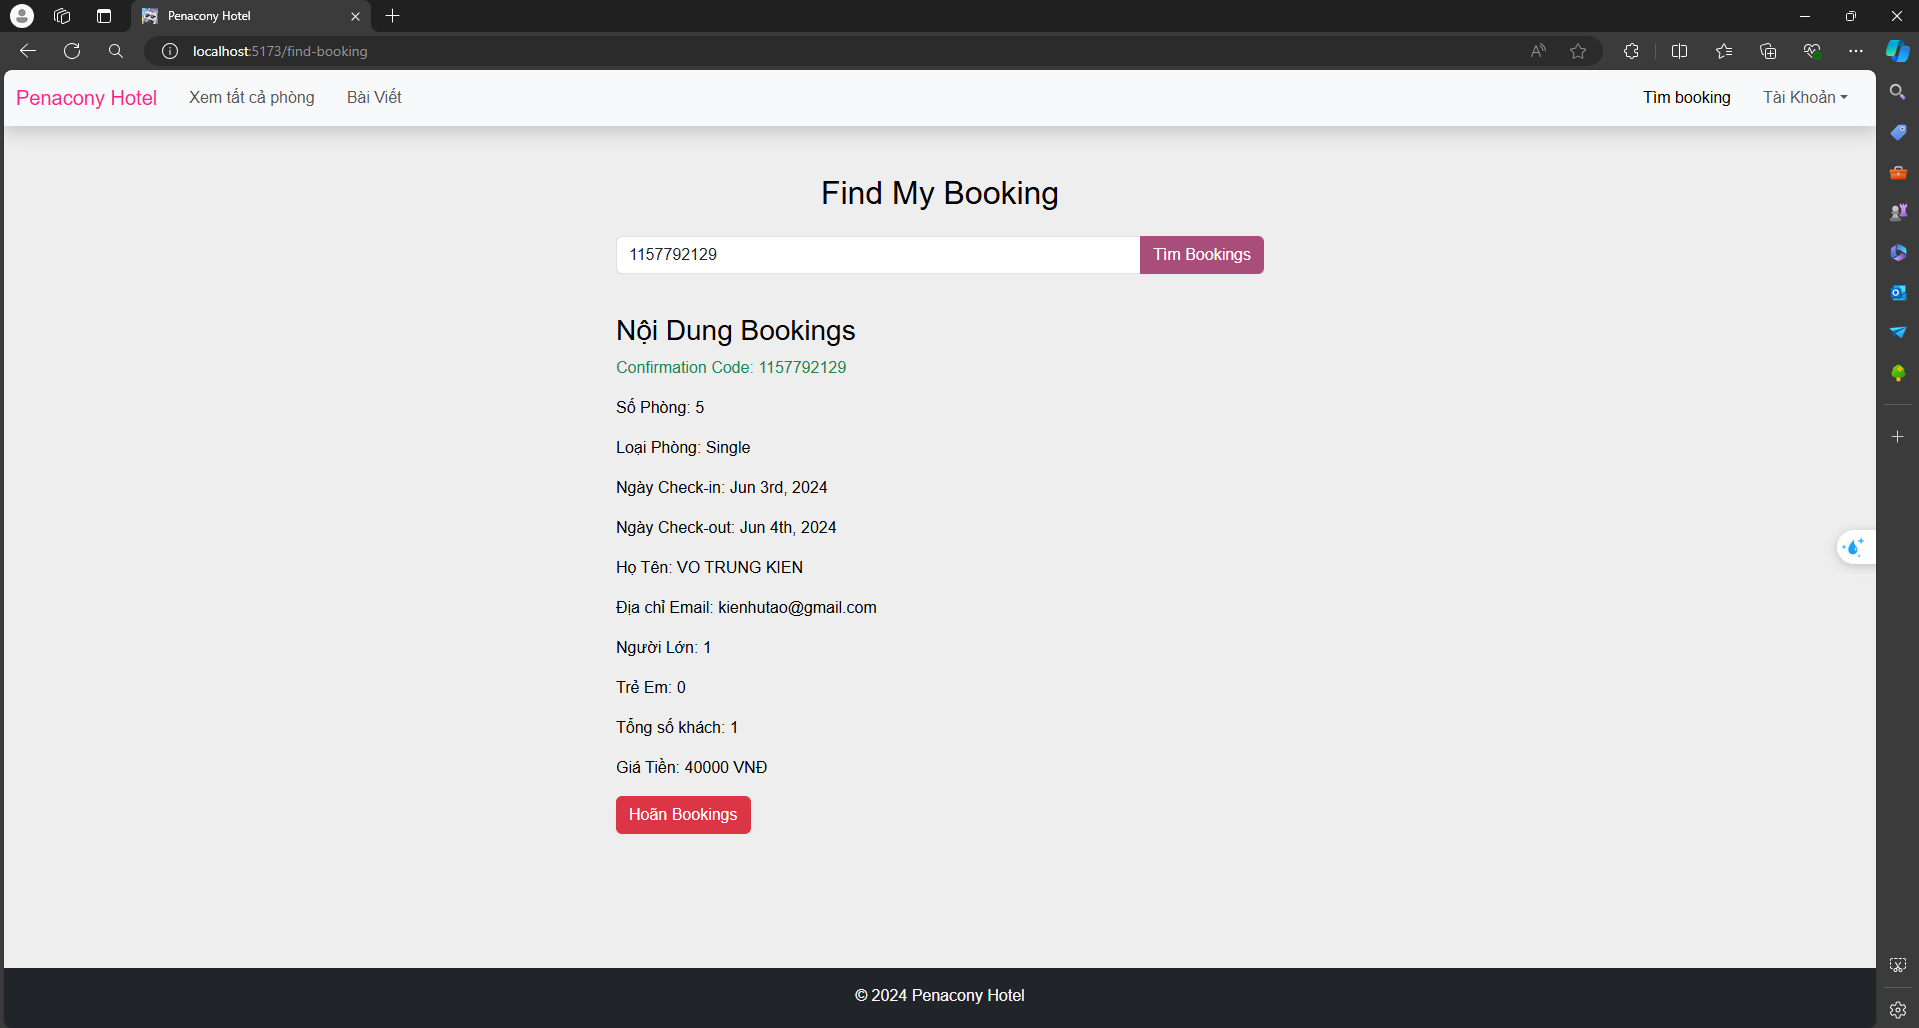 Penacony Hotel
localhost:5173/find-booking
Penacony Hotel
Xem tất cả phòng
Bài Viết
Tìm booking
Tài Khoản
Find My Booking
1157792129
Tìm Bookings
Nội Dung Bookings
Confirmation Code: 1157792129
Số Phòng: 5
Loại Phòng: Single
Ngày Check-in: Jun 3rd, 2024
Ngày Check-out: Jun 4th, 2024
Họ Tên: VO TRUNG KIEN
Địa chỉ Email: kienhutao@gmail.com
Người Lớn: 1
Trẻ Em: 0
Tổng số khách: 1
Giá Tiền: 40000 VNĐ
Hoãn Bookings
© 2024 Penacony Hotel